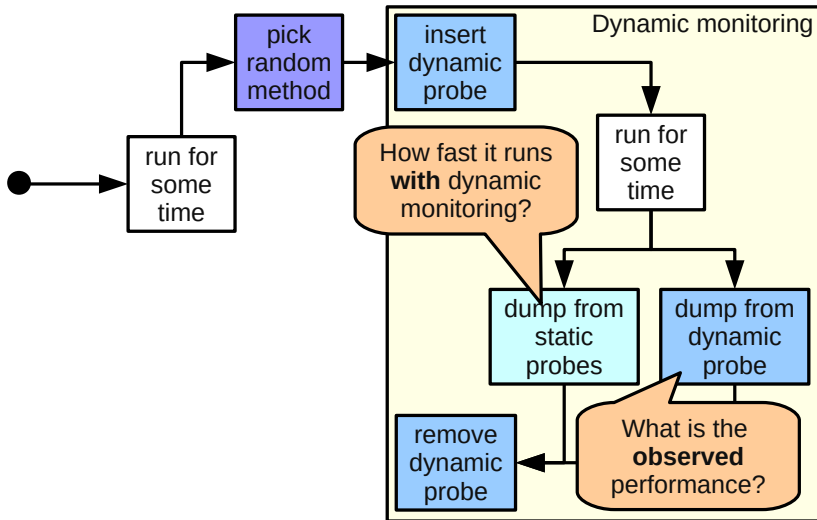 Dynamic monitoring
pick
random
method
insert
dynamic
probe
run for
some
time
run for
some
time
How fast it runs
with dynamic
monitoring?
dump from
static
probes
dump from
dynamic
probe
remove
dynamic
probe
What is the
observed
performance?